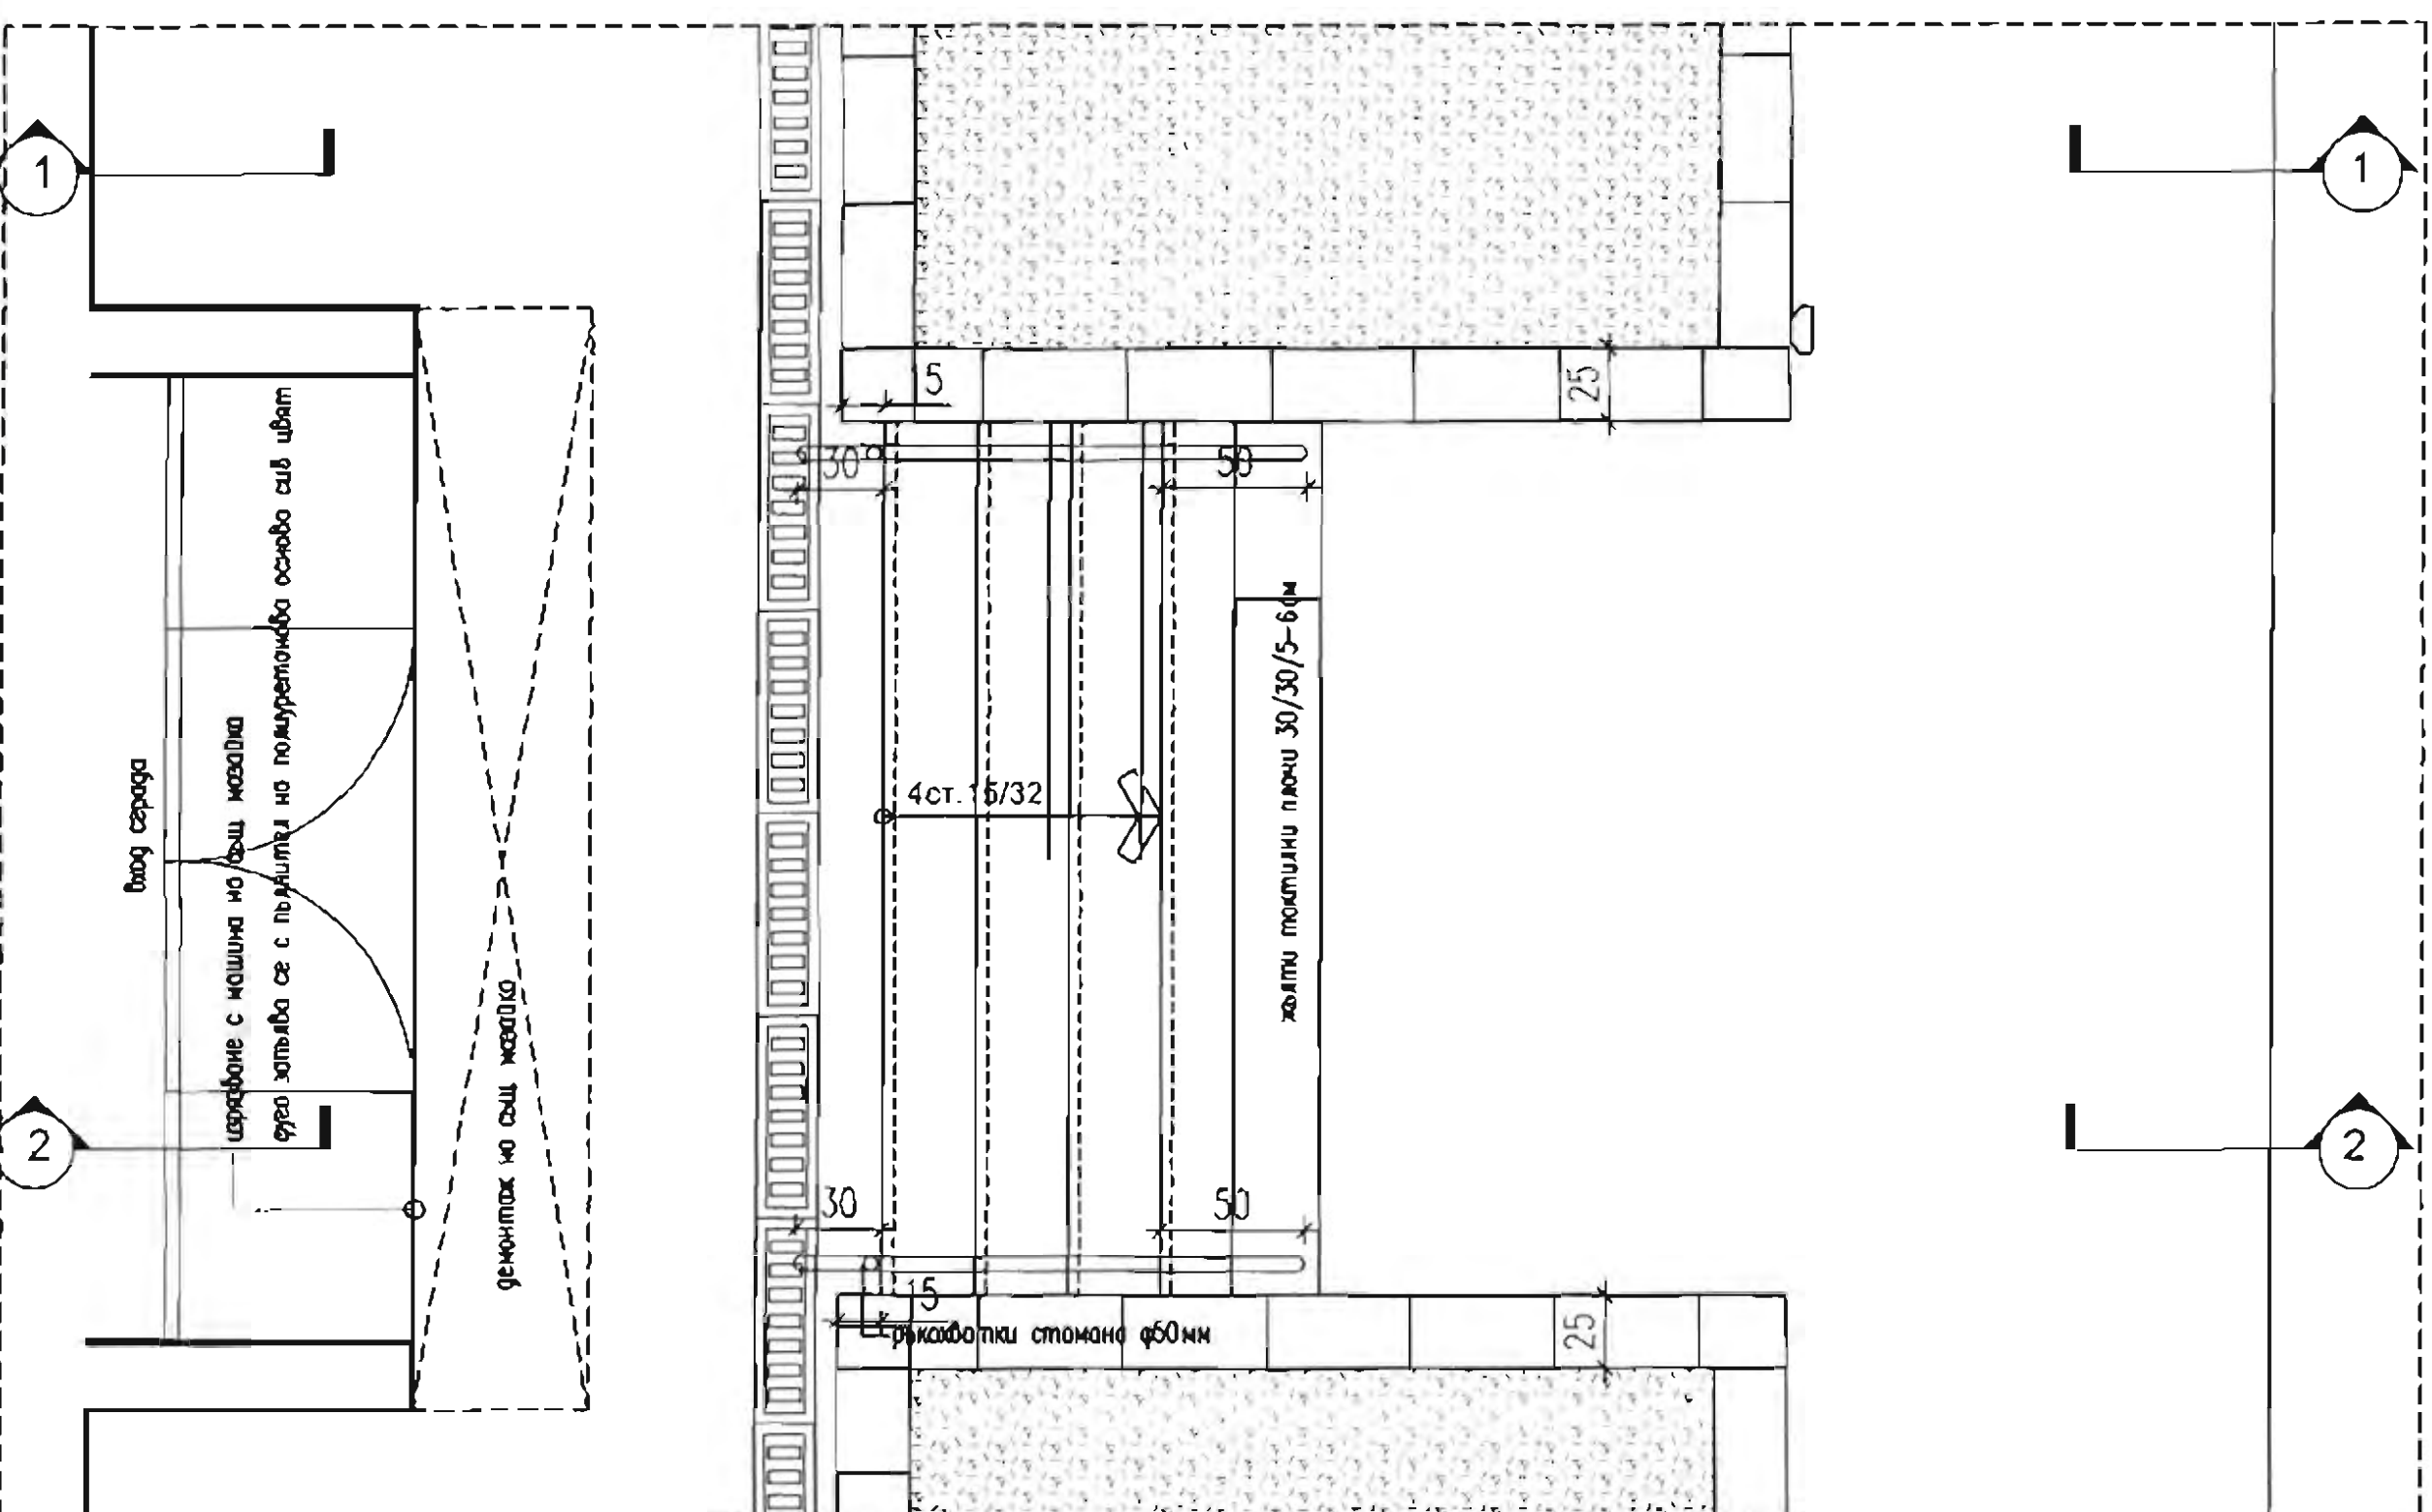 1
1
5
25
30
50
вход сграда
изрязване с машина на същ мозайка
фуга запълва се с пълнител на полиуретанова основа сив цвят
демонтаж на същ мозайка
4ст.15/32
жълти тактилни плочи 30/30/5-6см
2
2
30
50
15
ръкохватки стомана ф50мм
25